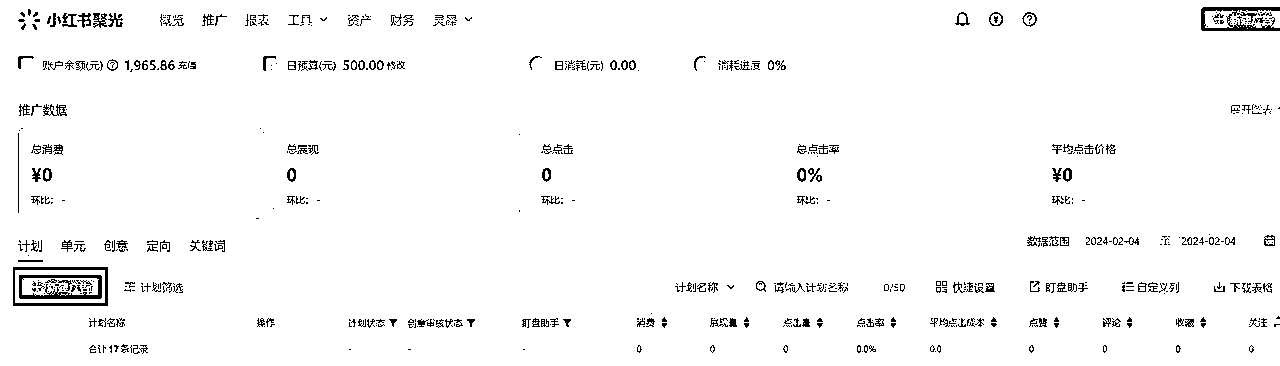 小红书聚光 概览 推广 报表 工具 资产 财务 灵犀
账户余额(元) 1,965.86 充值 日预算(元) 500.00 修改 日消耗(元) 0.00 消耗进度 0%
推广数据 展开图表
总消费 总展现 总点击 总点击率 平均点击价格
¥0 0 0 0% ¥0
环比： - 环比： - 环比： - 环比： - 环比： -
计划 单元 创意 定向 关键词 数据范围 2024-02-04 至 2024-02-04
计划筛选 计划名称 请输入计划名称 0/50 快速设置 盯盘助手 自定义列 下载表格
计划名称 操作 计划状态 创意审核状态 盯盘助手 消费 展现量 点击量 点击率 平均点击成本 点赞 评论 收藏 关注
合计17条记录 - - - 0 0 0 0.0% 0.0 0 0 0 0